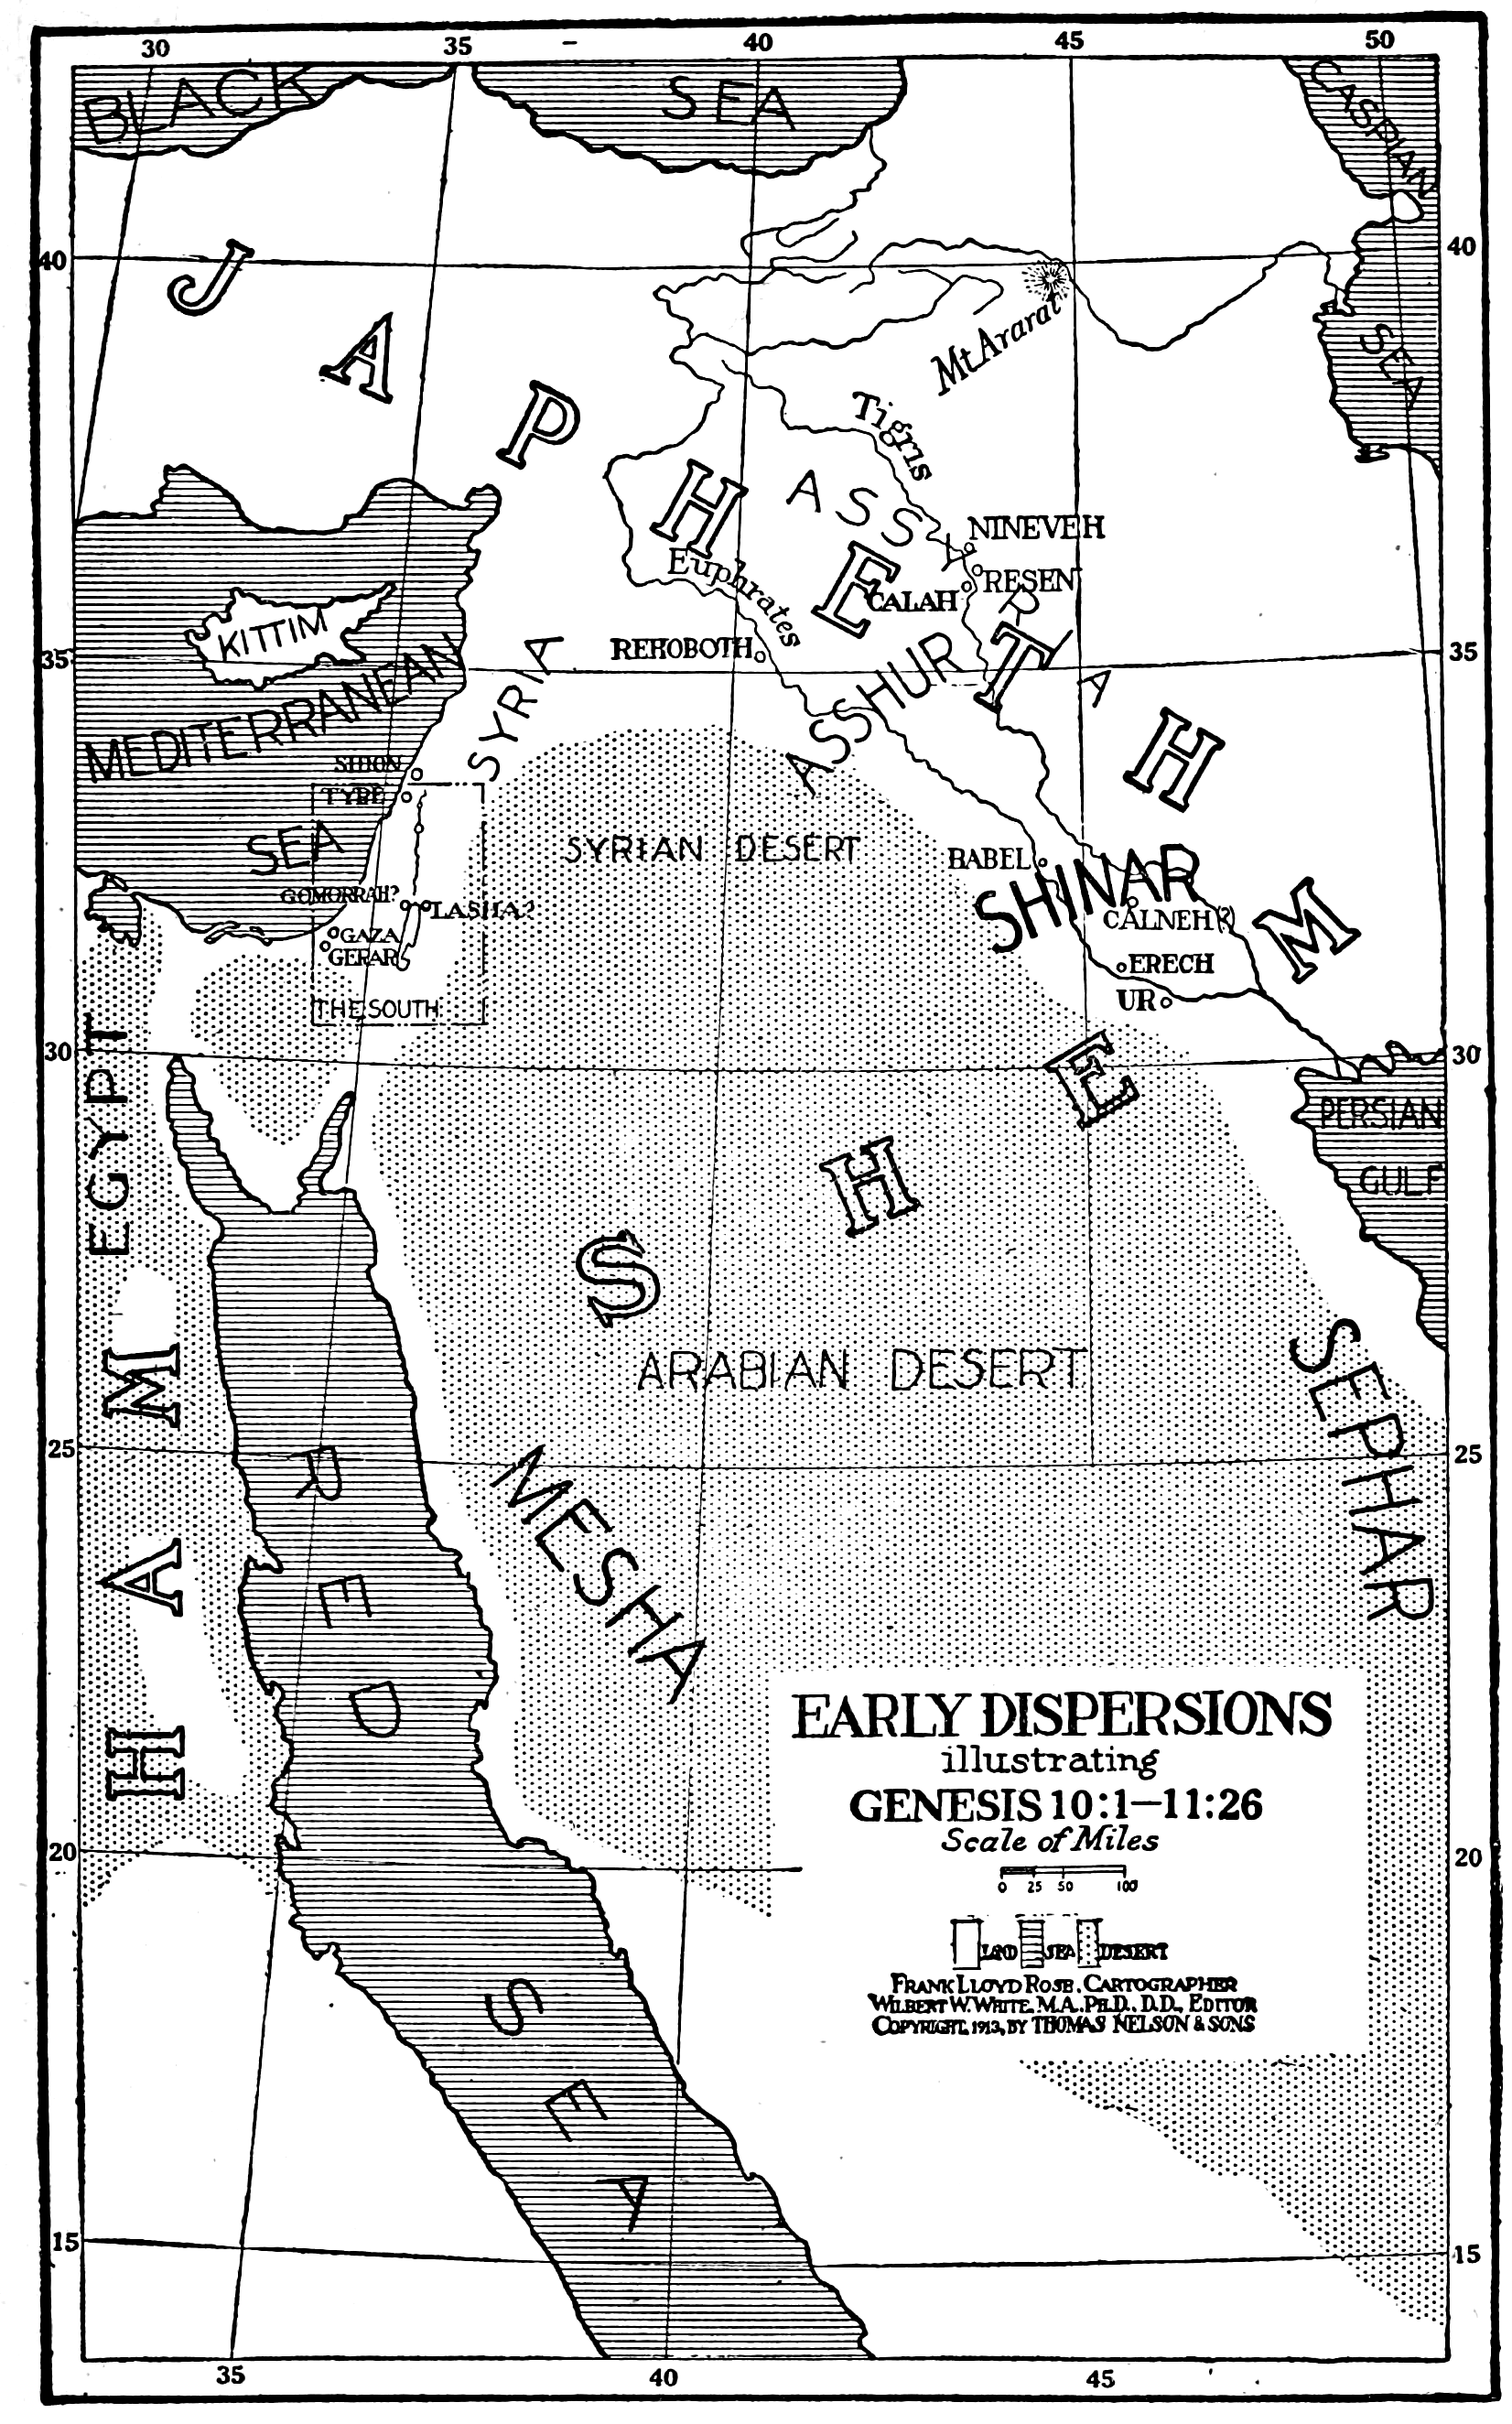 30 35 40 45 50
BLACK SEA
CASPIAN SEA
40 40
JAPHETH
Mt Ararat
Tigris
ASSYRIA
NINEVEH
RESEN
CALAH
Euphrates
REHOBOTH
KITTIM
35 35
SYRIA
ASSHUR
MEDITERRANEAN SEA
SIDON
TYRE
SYRIAN DESERT
BABEL
SHINAR
GOMORRAH?
LASHA?
CALNEH(?)
GAZA
GERAR
ERECH
UR
THE SOUTH
30 30
EGYPT
SHEM
PERSIAN GULF
HAM
ARABIAN DESERT
SEPHAR
25 25
RED SEA
MESHA
EARLY DISPERSIONS
illustrating
GENESIS 10:1—11:26
Scale of Miles
0 25 50 100
LAND SEA DESERT
FRANK LLOYD ROSE, CARTOGRAPHER
WILBERT W. WHITE, M.A., PH.D., D.D., EDITOR
COPYRIGHT, 1913, BY THOMAS NELSON & SONS
20 20
15 15
35 40 45